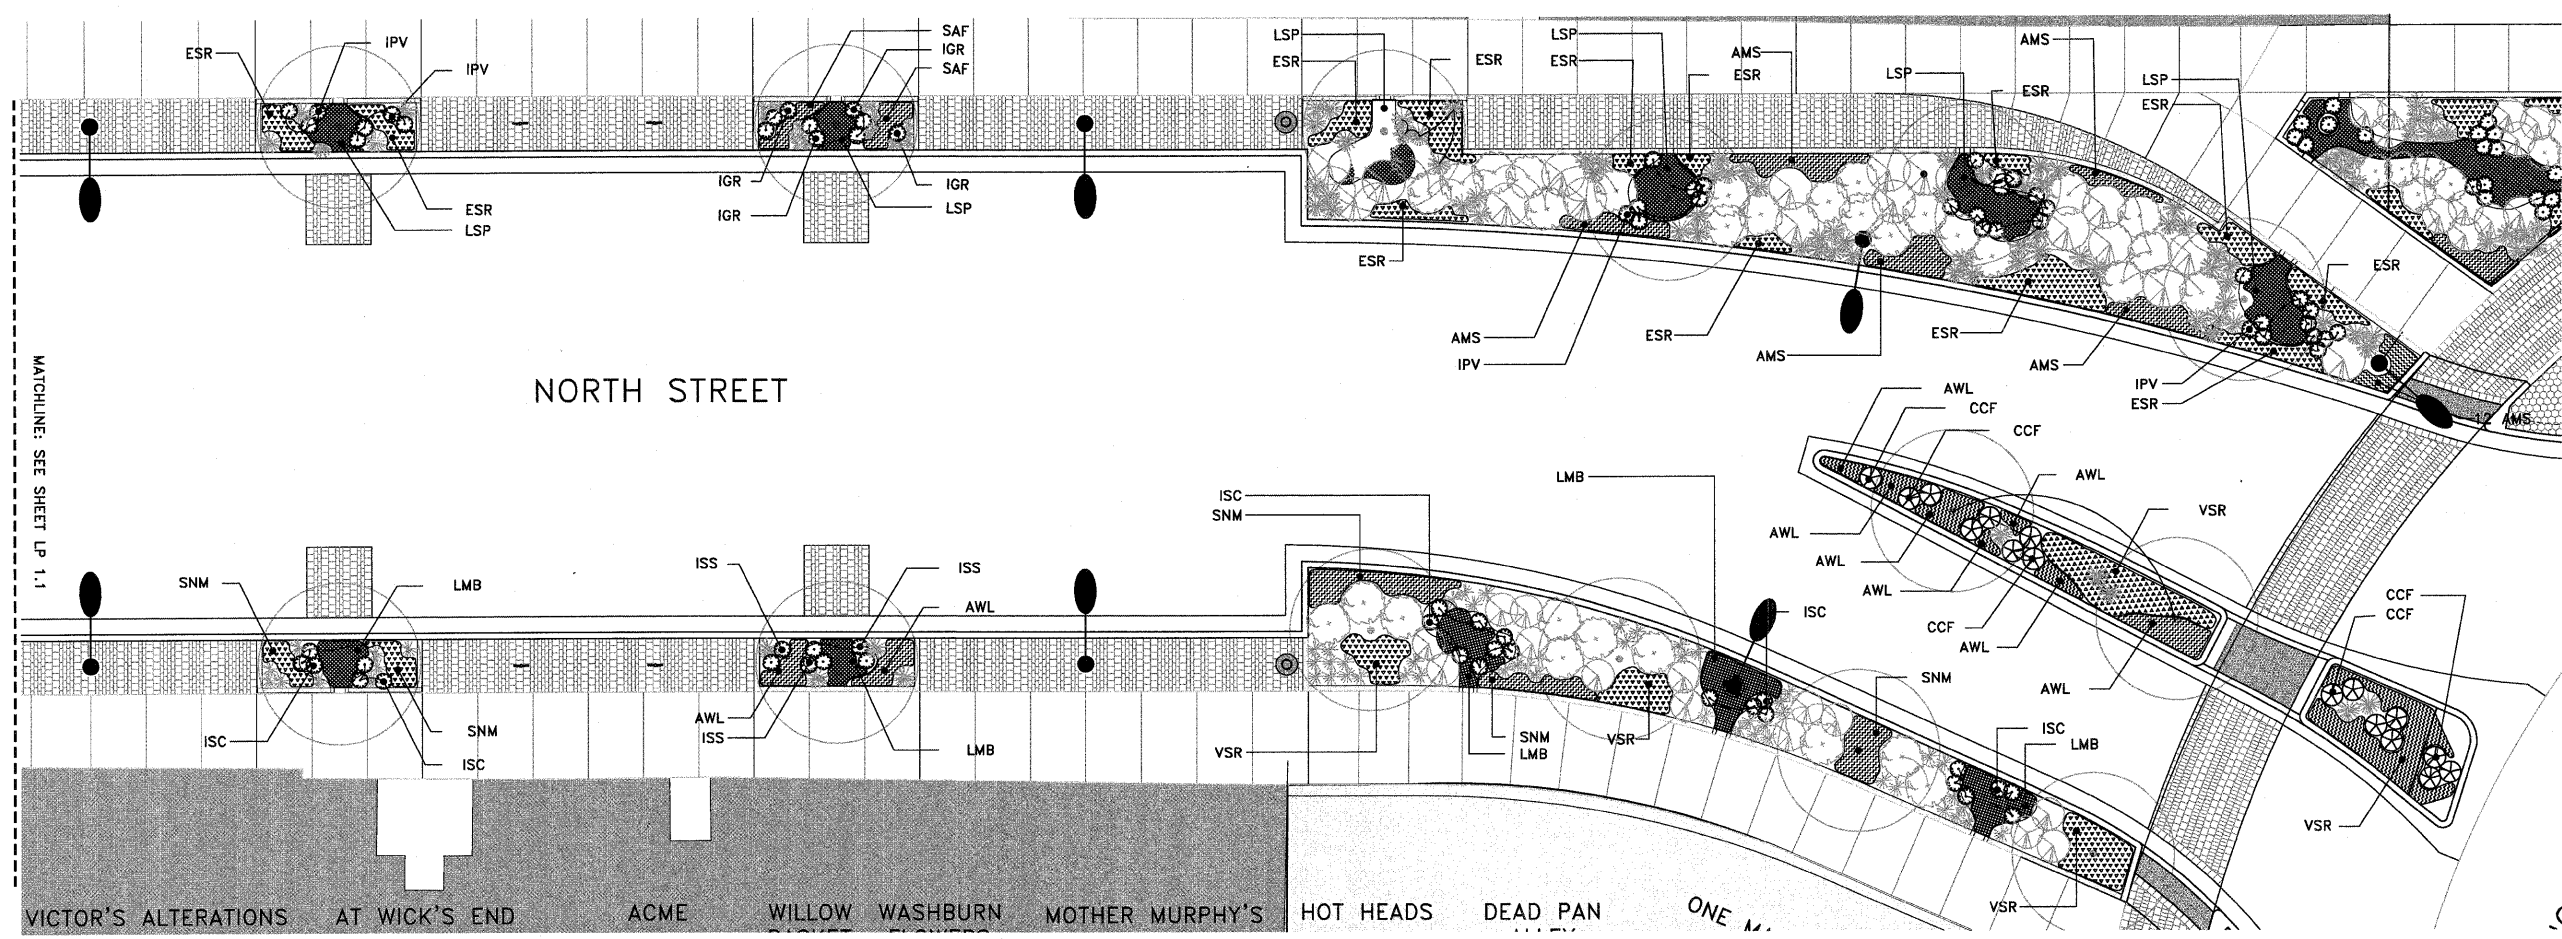 SAF
LSP
LSP
ESR
IPV
IGR
AMS
AMS
IPV
SAF
ESR
ESR
ESR
ESR
LSP
ESR
LSP
ESR
IGR
IGR
ESR
IGR
LSP
LSP
ESR
ESR
AMS
ESR
ESR
AMS
AMS
IPV
IPV
ESR
12 AMS
MATCHLINE: SEE SHEET LP 1.1
NORTH STREET
AWL
CCF
CCF
AWL
LMB
ISC
SNM
VSR
AWL
AWL
AWL
ISS
ISS
SNM
LMB
AWL
ISC
CCF
AWL
CCF
CCF
AWL
SNM
AWL
ISS
SNM
ISC
LMB
ISC
VSR
SNM
LMB
VSR
ISC
LMB
VSR
VSR
VICTOR'S ALTERATIONS
AT WICK'S END
ACME
WILLOW
WASHBURN
MOTHER MURPHY'S
HOT HEADS
DEAD PAN
ONE